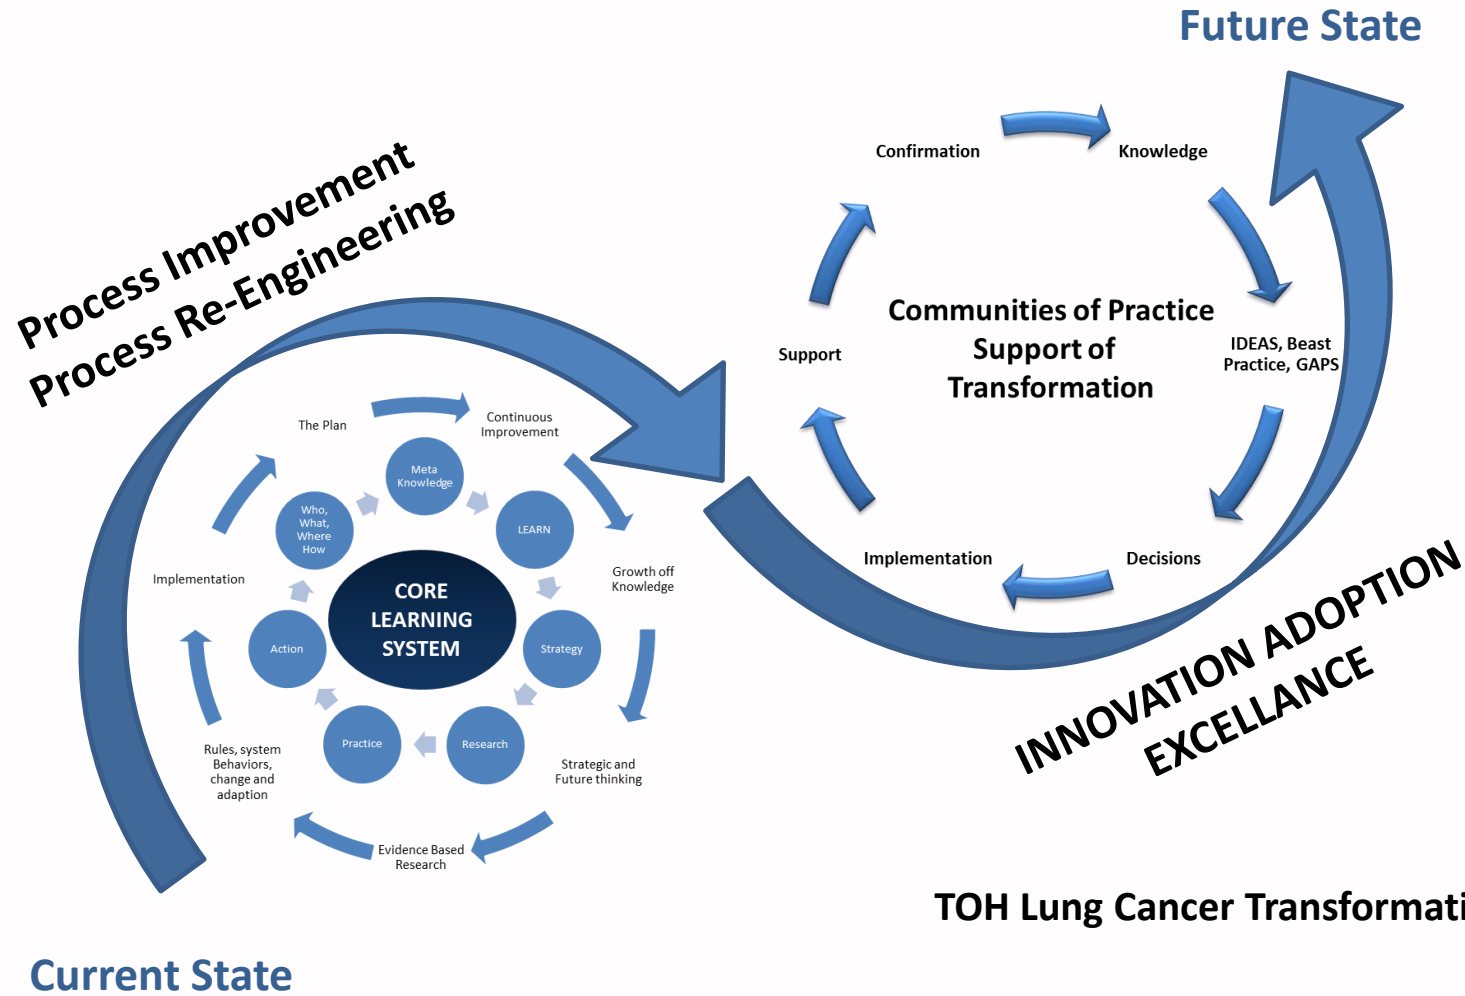 Future State
Process Improvement
Process Re-Engineering
Confirmation
Knowledge
Communities of Practice
Support of
Transformation
Support
IDEAS, Beast
Practice, GAPS
Implementation
Decisions
INNOVATION ADOPTION
EXCELLANCE
The Plan
Continuous
Improvement
Meta
Knowledge
Who,
What,
Where
How
LEARN
Implementation
Growth off
Knowledge
CORE
LEARNING
SYSTEM
Action
Strategy
Practice
Research
Rules, system
Behaviors,
change and
adaption
Strategic and
Future thinking
Evidence Based
Research
TOH Lung Cancer Transformati
Current State